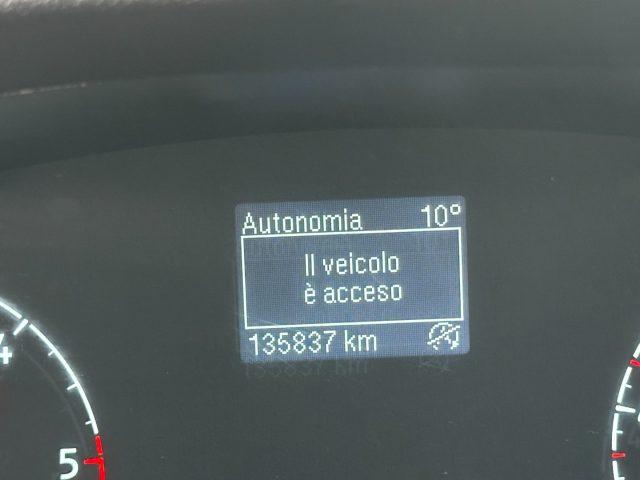 Autonomia 10°
Il veicolo
è acceso
135837 km
4
5